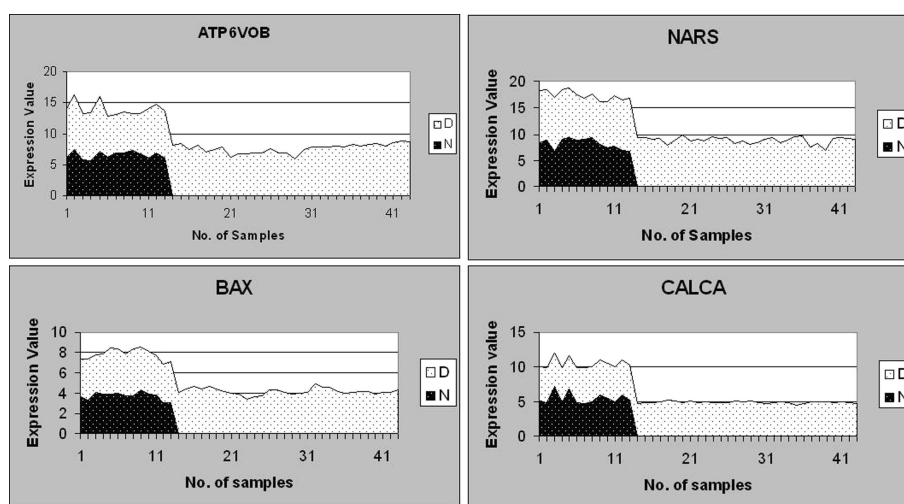 ATP6VOB
Expression Value
20
15
10
5
0
1 11 21 31 41
No. of Samples
D
N
NARS
Expression Value
20
15
10
5
0
1 11 21 31 41
No. of Samples
D
N
BAX
Expression Value
10
8
6
4
2
0
1 11 21 31 41
No. of samples
D
N
CALCA
Expression Value
15
10
5
0
1 11 21 31 41
No. of samples
D
N